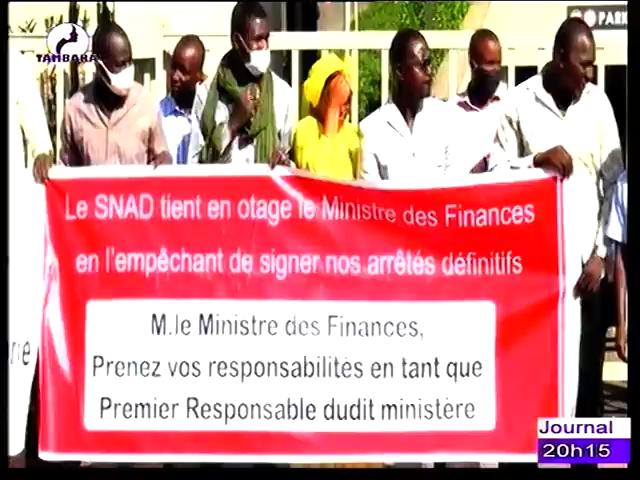 TAMBARA
PARK
Le SNAD tient en otage le Ministre des Finances
en l'empêchant de signer nos arrêtés définitifs
M.le Ministre des Finances,
Prenez vos responsabilités en tant que
Premier Responsable dudit ministère
ne
Journal
20h15